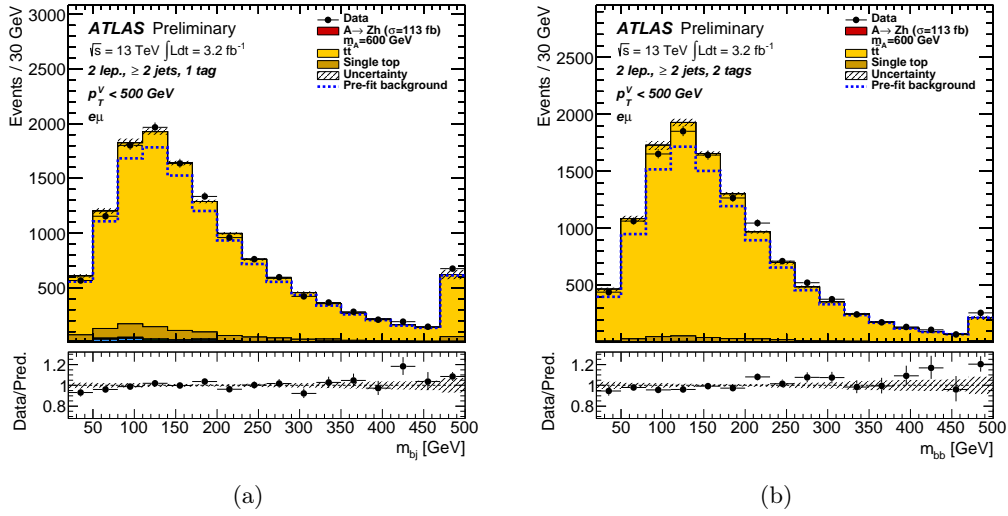 ATLAS Preliminary
√s = 13 TeV ∫Ldt = 3.2 fb⁻¹
2 lep., ≥ 2 jets, 1 tag
p_T^V < 500 GeV
eμ
Data
A→ Zh (σ=113 fb)
m_A=600 GeV
tt̄
Single top
Uncertainty
Pre-fit background
Events / 30 GeV
3000
2500
2000
1500
1000
500
Data/Pred.
1.2
1
0.8
50 100 150 200 250 300 350 400 450 500
m_bj [GeV]
(a)
ATLAS Preliminary
√s = 13 TeV ∫Ldt = 3.2 fb⁻¹
2 lep., ≥ 2 jets, 2 tags
p_T^V < 500 GeV
eμ
Data
A→ Zh (σ=113 fb)
m_A=600 GeV
tt̄
Single top
Uncertainty
Pre-fit background
Events / 30 GeV
3000
2500
2000
1500
1000
500
Data/Pred.
1.2
1
0.8
50 100 150 200 250 300 350 400 450 500
m_bb [GeV]
(b)